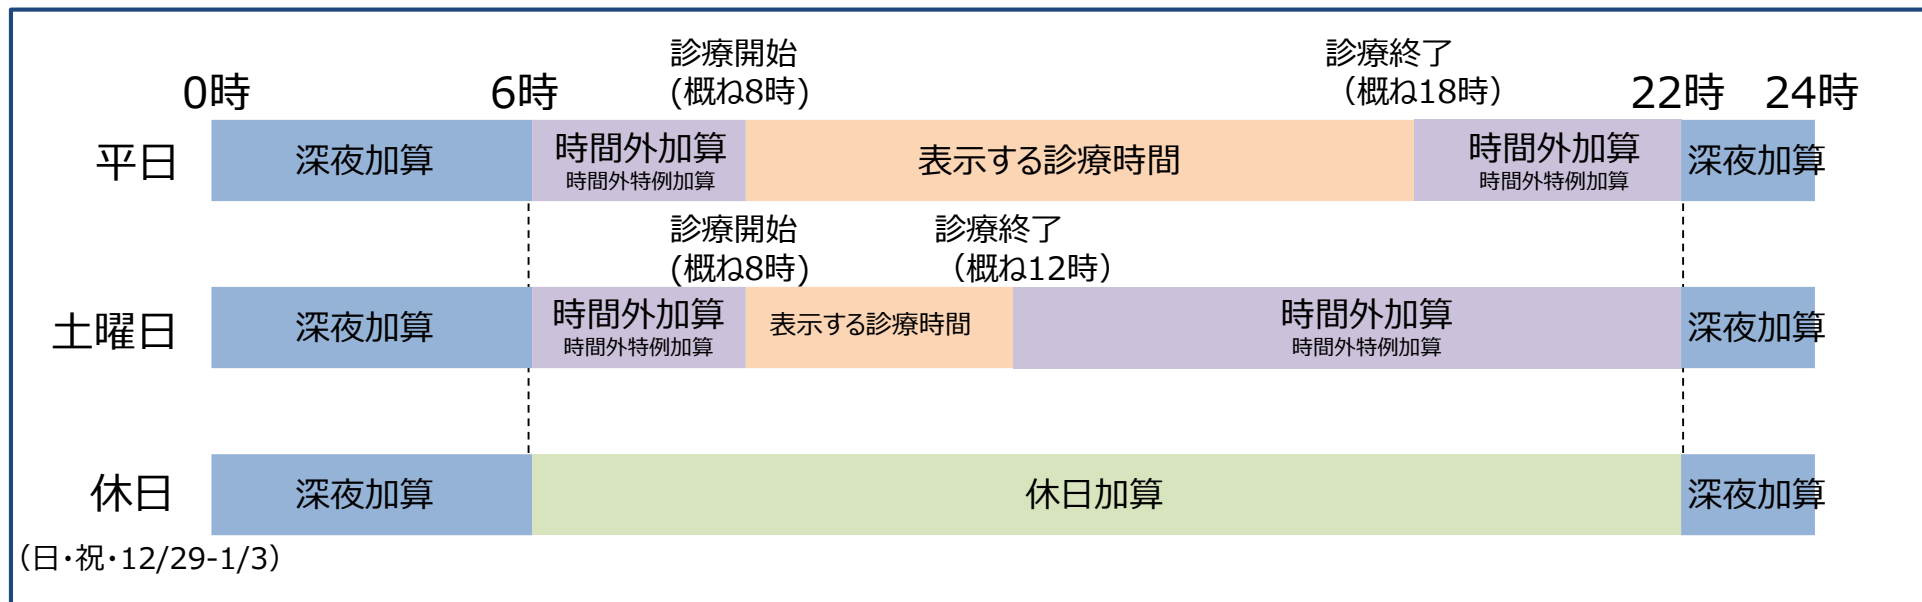 診療開始
(概ね8時)
診療終了
（概ね18時）
0時
6時
22時
24時
平日
深夜加算
時間外加算
時間外特例加算
表示する診療時間
時間外加算
時間外特例加算
深夜加算
診療開始
(概ね8時)
診療終了
（概ね12時）
土曜日
深夜加算
時間外加算
時間外特例加算
表示する診療時間
時間外加算
時間外特例加算
深夜加算
休日
深夜加算
休日加算
深夜加算
（日・祝・12/29-1/3）